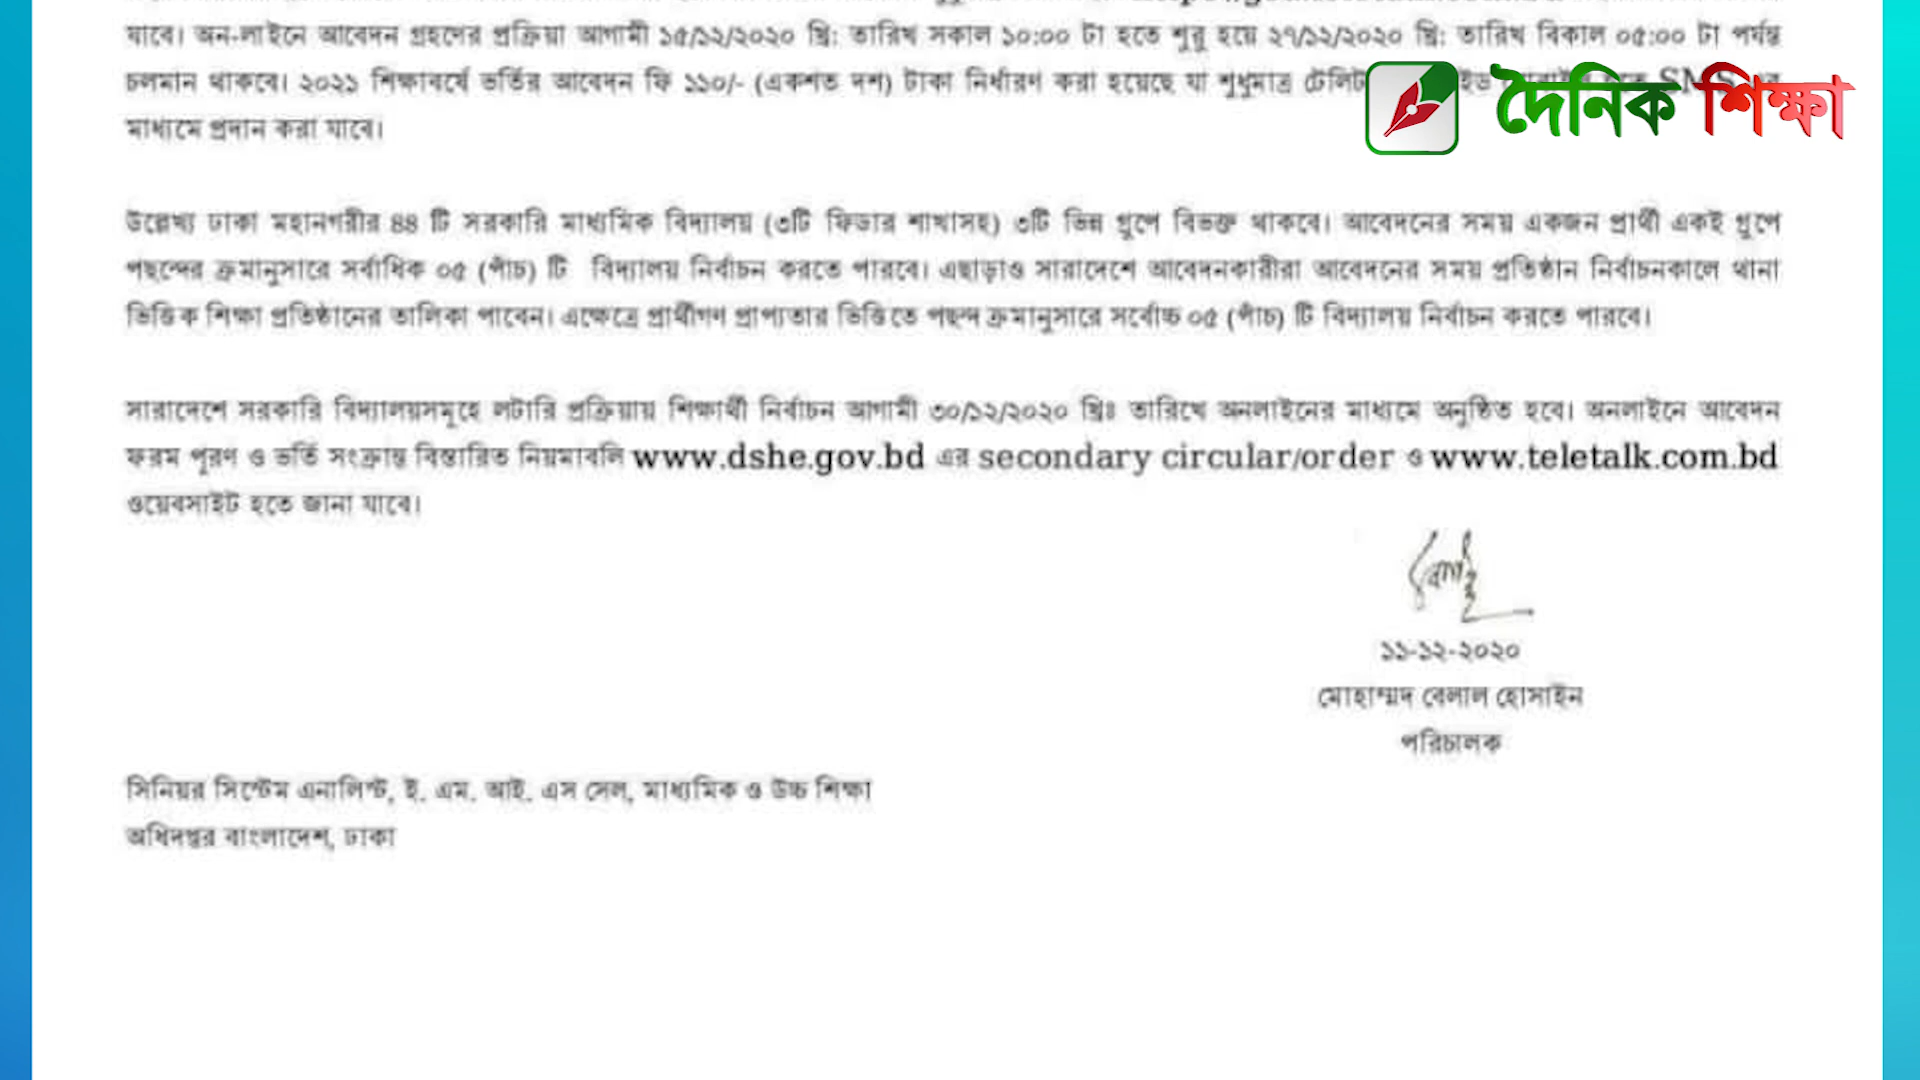 যাবে। অন-লাইনে আবেদন গ্রহণের প্রক্রিয়া আগামী ১৫/১২/২০২০ খ্রি: তারিখ সকাল ১০:০০ টা হতে শুরু হয়ে ২৭/১২/২০২০ খ্রি: তারিখ বিকাল ০৫:০০ টা পর্যন্ত
চলমান থাকবে। ২০২১ শিক্ষাবর্ষে ভর্তির আবেদন ফি ১১০/- (একশত দশ) টাকা নির্ধারণ করা হয়েছে যা শুধুমাত্র
মাধ্যমে প্রদান করা যাবে।
দৈনিক শিক্ষা
উল্লেখ্য ঢাকা মহানগরীর ৪৪ টি সরকারি মাধ্যমিক বিদ্যালয় (৩টি ফিডার শাখাসহ) ৩টি ভিন্ন গ্রুপে বিভক্ত থাকবে। আবেদনের সময় একজন প্রার্থী একই গ্রুপে
পছন্দের ক্রমানুসারে সর্বাধিক ০৫ (পাঁচ) টি বিদ্যালয় নির্বাচন করতে পারবে। এছাড়াও সারাদেশে আবেদনকারীরা আবেদনের সময় প্রতিষ্ঠান নির্বাচনকালে থানা
ভিত্তিক শিক্ষা প্রতিষ্ঠানের তালিকা পাবেন। এক্ষেত্রে প্রার্থীগণ প্রাপ্যতার ভিত্তিতে পছন্দ ক্রমানুসারে সর্বোচ্চ ০৫ (পাঁচ) টি বিদ্যালয় নির্বাচন করতে পারবে।
সারাদেশে সরকারি বিদ্যালয়সমূহে লটারি প্রক্রিয়ায় শিক্ষার্থী নির্বাচন আগামী ৩০/১২/২০২০ খ্রিঃ তারিখে অনলাইনের মাধ্যমে অনুষ্ঠিত হবে। অনলাইনে আবেদন
ফরম পূরণ ও ভর্তি সংক্রান্ত বিস্তারিত নিয়মাবলি www.dshe.gov.bd এর secondary circular/order ও www.teletalk.com.bd
ওয়েবসাইট হতে জানা যাবে।
১১-১২-২০২০
মোহাম্মদ বেলাল হোসাইন
পরিচালক
সিনিয়র সিস্টেম এনালিস্ট, ই. এম. আই. এস সেল, মাধ্যমিক ও উচ্চ শিক্ষা
অধিদপ্তর বাংলাদেশ, ঢাকা